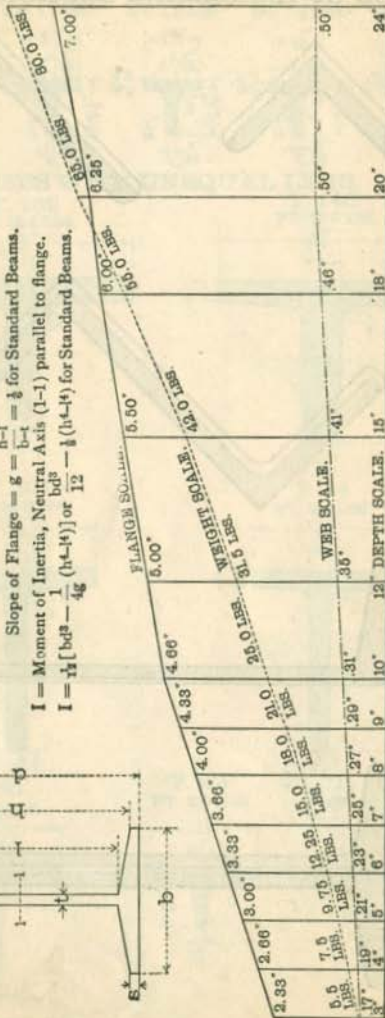 Slope of Flange = g = h-l / b-t = 1/6 for Standard Beams.
I = Moment of Inertia, Neutral Axis (1-1) parallel to flange.
I = 1/12 [bd³ - 1/4g (h⁴-l⁴)] or bd³/12 - 1/8 (h⁴-l⁴) for Standard Beams.
d
h
l
1 1
t
s
b
FLANGE
2.33" 2.66" 3.00" 3.33" 3.66" 4.00" 4.33" 4.66" 5.00" 5.50" 6.00" 6.25" 7.00"
WEIGHT SCALE.
5.5 LBS. 7.5 LBS. 9.75 LBS. 12.25 LBS. 15.0 LBS. 18.0 LBS. 21.0 LBS. 25.0 LBS. 31.5 LBS. 42.0 LBS. 55.0 LBS. 65.0 LBS. 80.0 LBS.
WEB SCALE.
.17" .19" .21" .23" .25" .27" .29" .31" .35" .41" .46" .50" .50"
3" 4" 5" 6" 7" 8" 9" 10" 12" DEPTH SCALE. 15" 18" 20" 24"